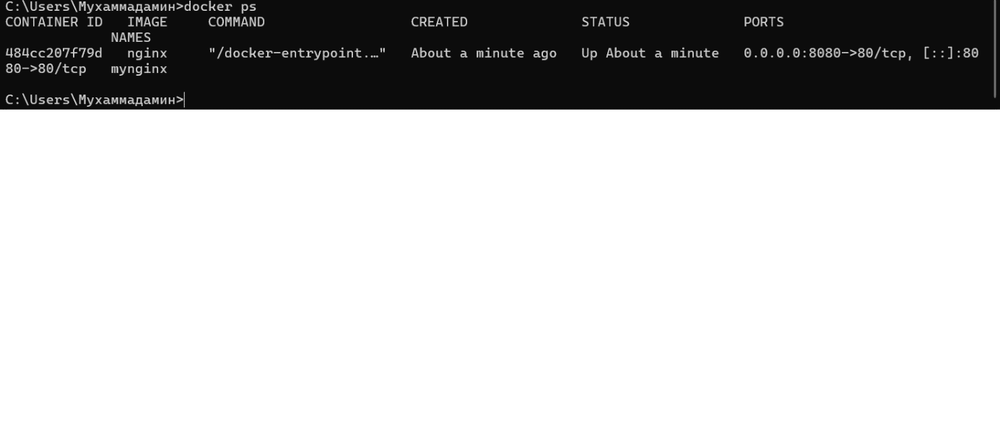 C:\Users\Мухаммадамин>docker ps
CONTAINER ID   IMAGE     COMMAND                  CREATED              STATUS              PORTS
             NAMES
484cc207f79d   nginx     "/docker-entrypoint.…"   About a minute ago   Up About a minute   0.0.0.0:8080->80/tcp, [::]:80
80->80/tcp   mynginx
C:\Users\Мухаммадамин>